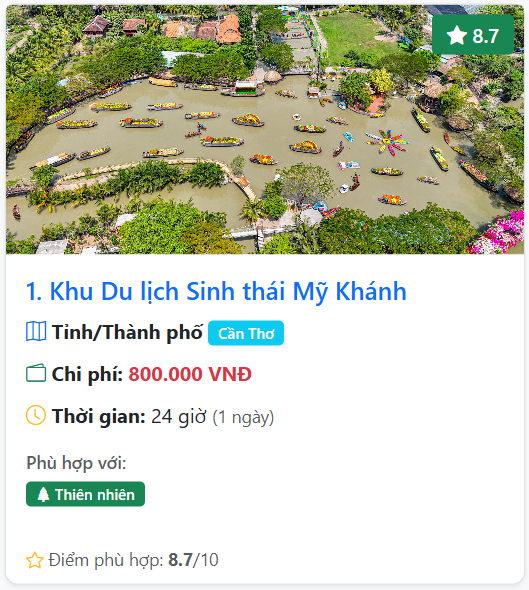 8.7
1. Khu Du lịch Sinh thái Mỹ Khánh
Tỉnh/Thành phố Cần Thơ
Chi phí: 800.000 VNĐ
Thời gian: 24 giờ (1 ngày)
Phù hợp với:
Thiên nhiên
Điểm phù hợp: 8.7/10